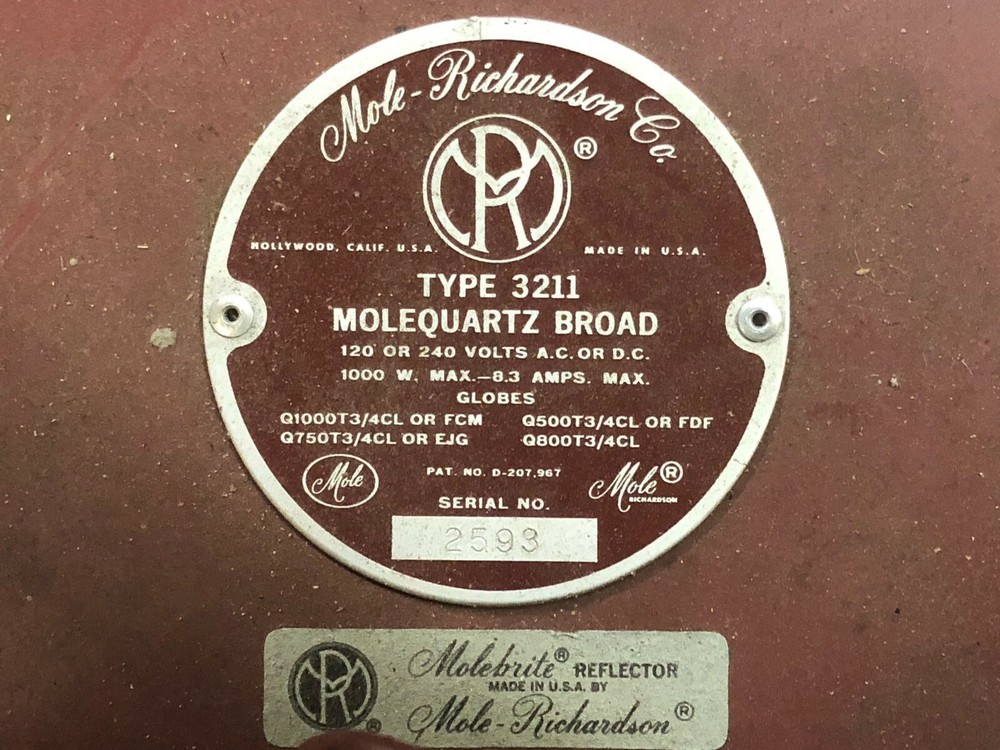 Mole-Richardson Co.
MR ®
HOLLYWOOD, CALIF. U.S.A. MADE IN U.S.A.
TYPE 3211
MOLEQUARTZ BROAD
120 OR 240 VOLTS A.C. OR D.C.
1000 W. MAX.—8.3 AMPS. MAX.
GLOBES
Q1000T3/4CL OR FCM Q500T3/4CL OR FDF
Q750T3/4CL OR EJG Q800T3/4CL
Mole PAT. NO. D-207,967 Mole®
RICHARDSON
SERIAL NO.
2593
MR ® Molebrite® REFLECTOR
MADE IN U.S.A. BY
Mole-Richardson®